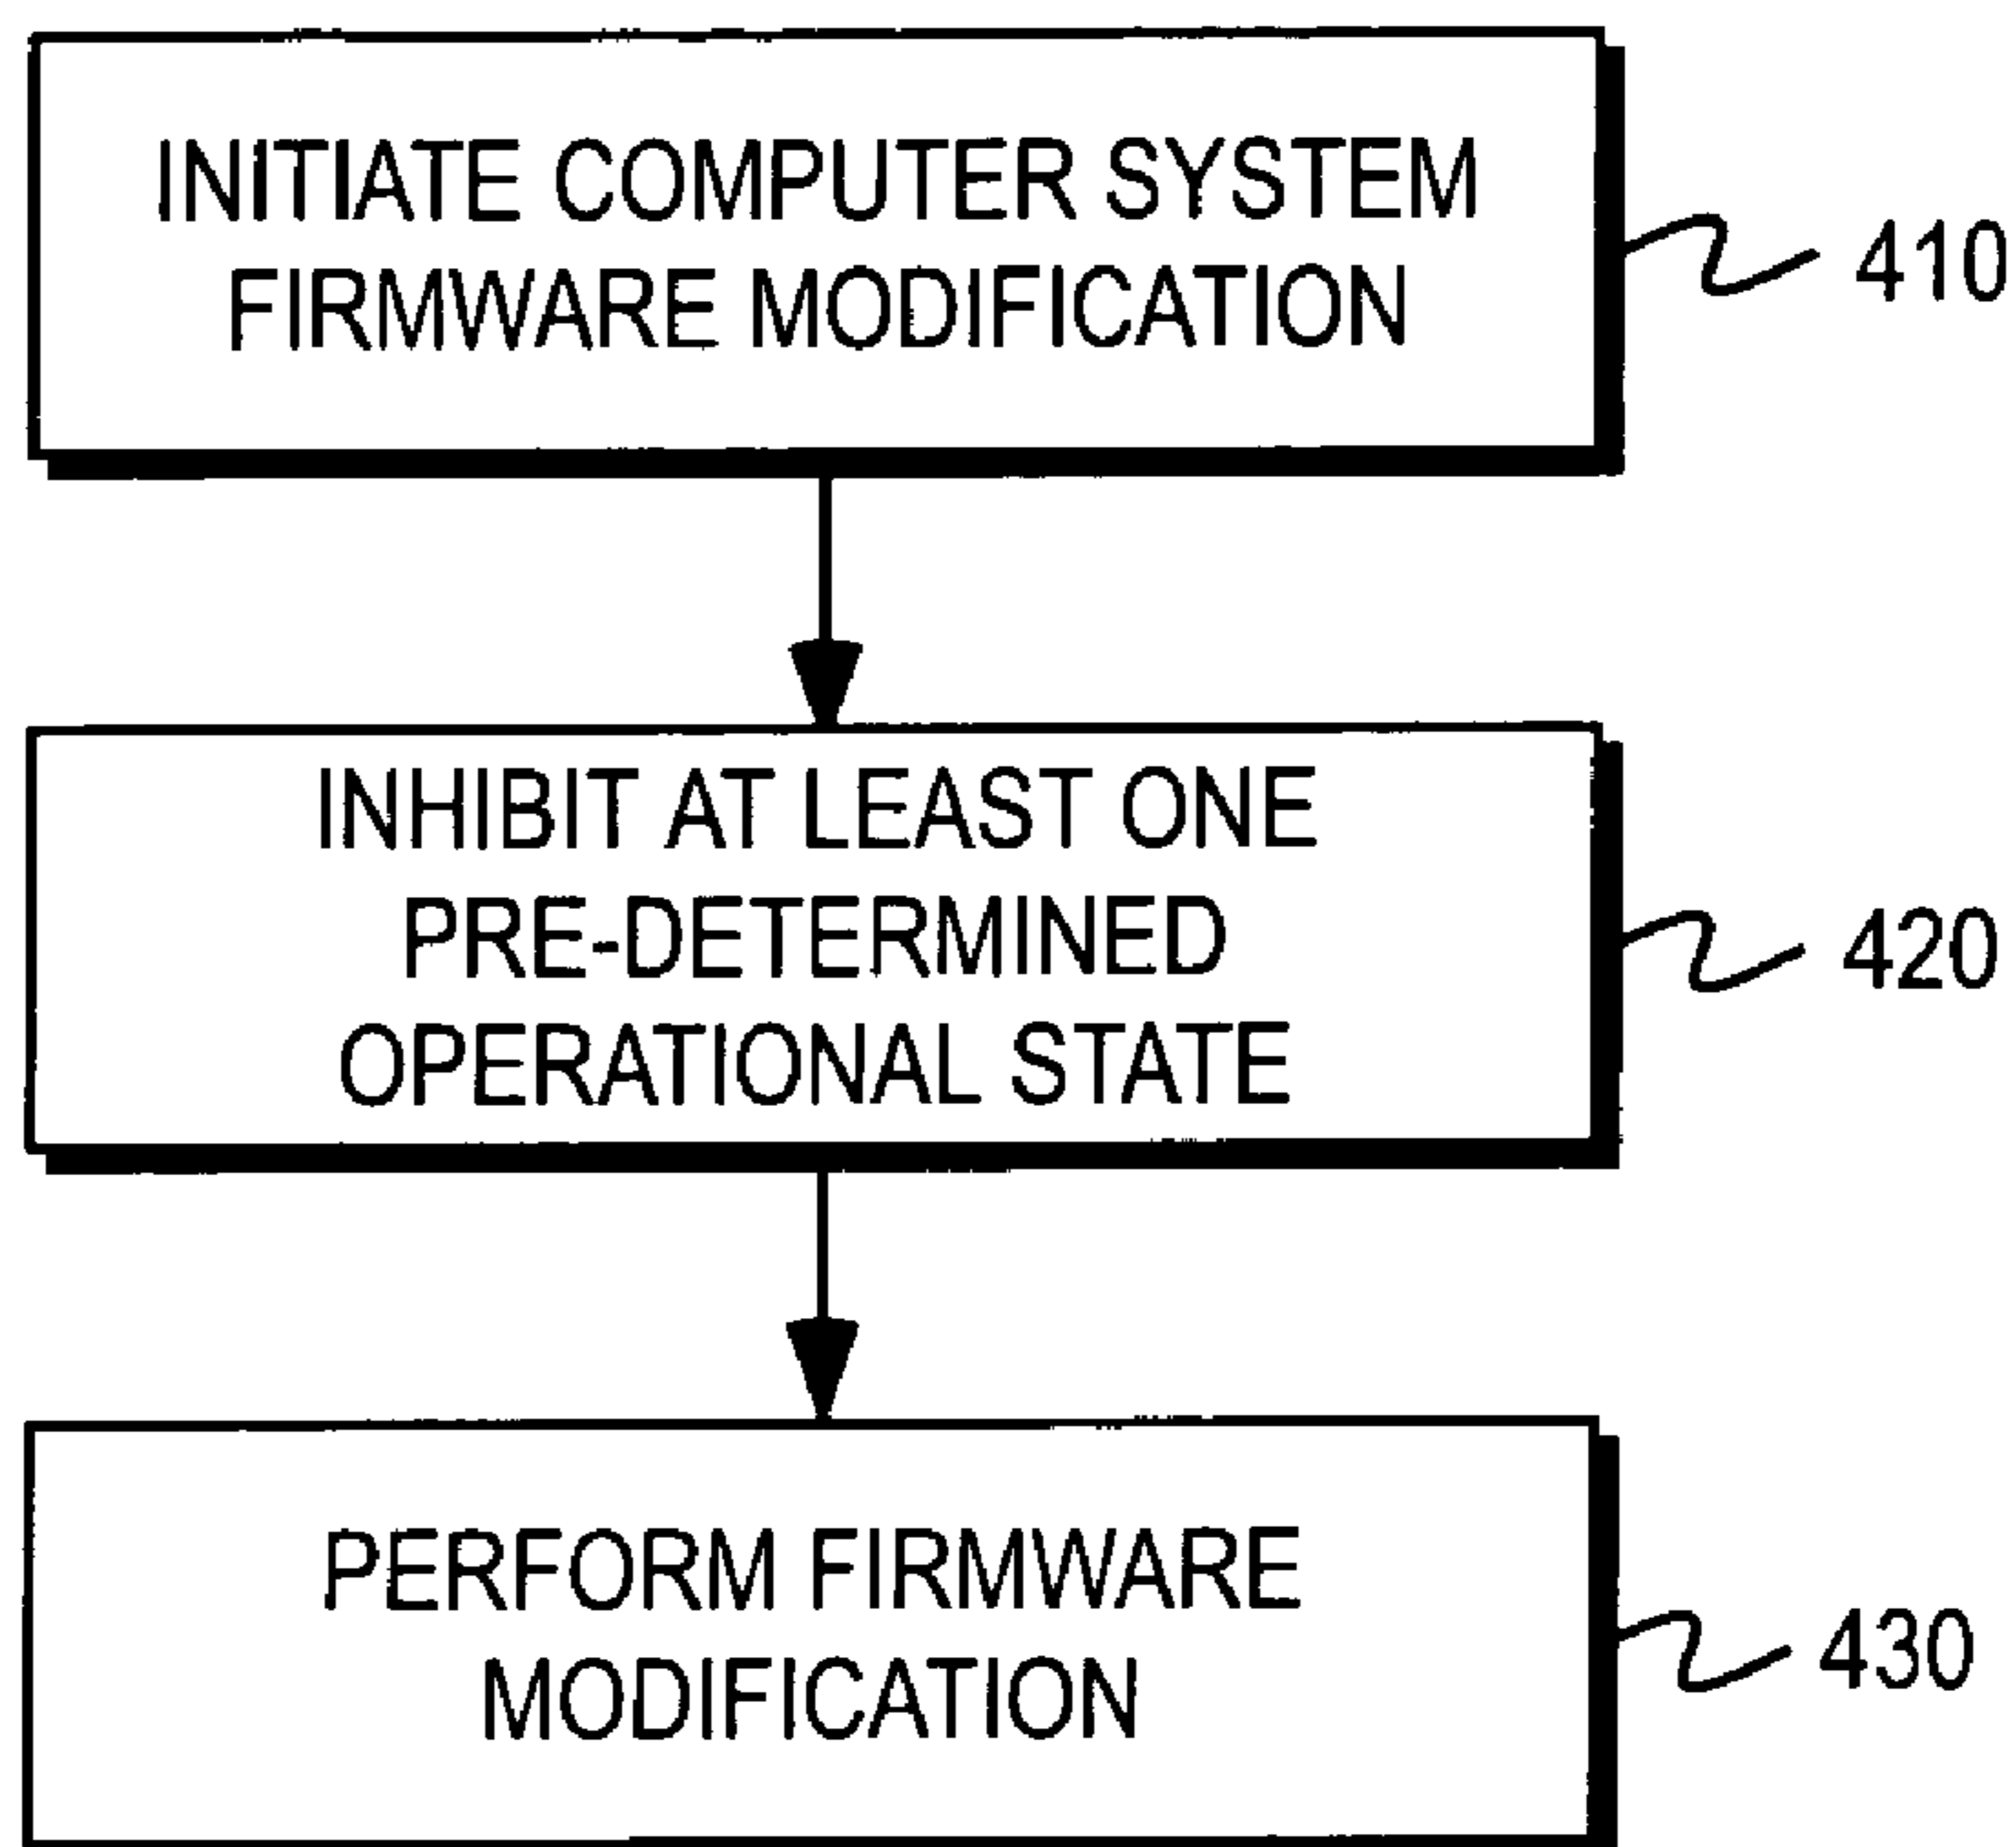 INITIATE COMPUTER SYSTEM
FIRMWARE MODIFICATION
410
INHIBIT AT LEAST ONE
PRE-DETERMINED
OPERATIONAL STATE
420
PERFORM FIRMWARE
MODIFICATION
430